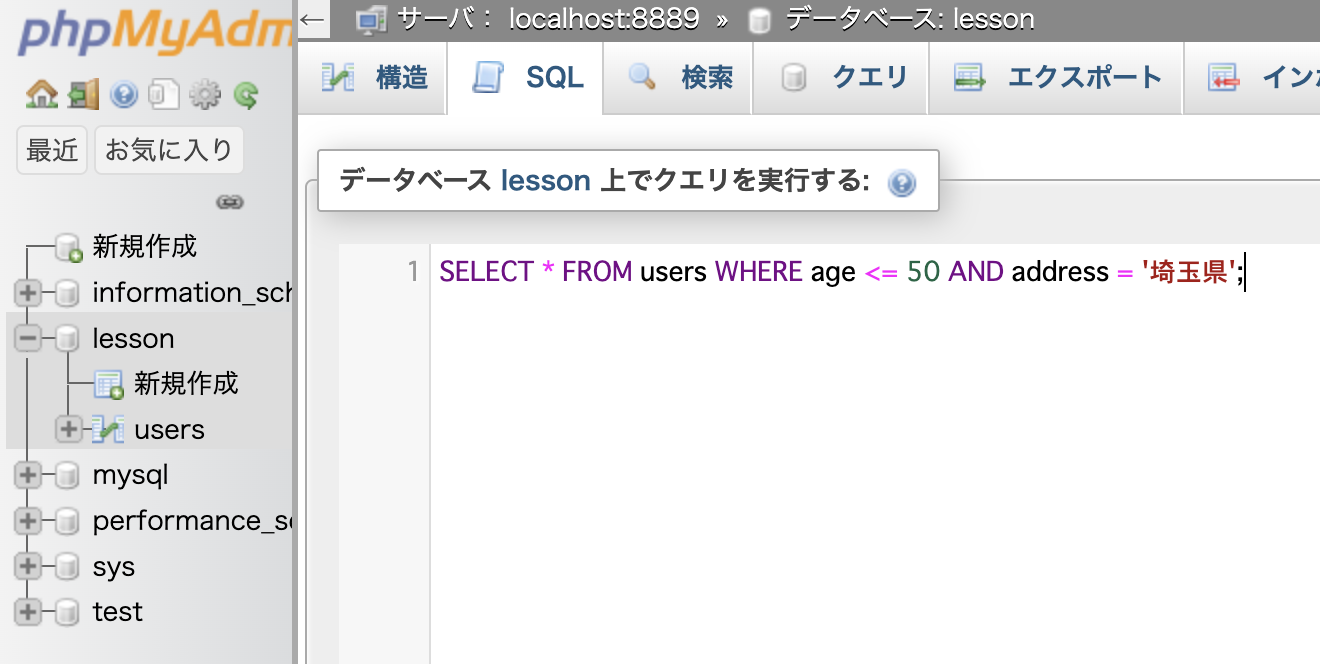 phpMyAdm
サーバ： localhost:8889 » データベース: lesson
構造 SQL 検索 クエリ エクスポート イン
最近 お気に入り
データベース lesson 上でクエリを実行する:
新規作成
information_sch
lesson
新規作成
users
mysql
performance_sc
sys
test
1 SELECT * FROM users WHERE age <= 50 AND address = '埼玉県';